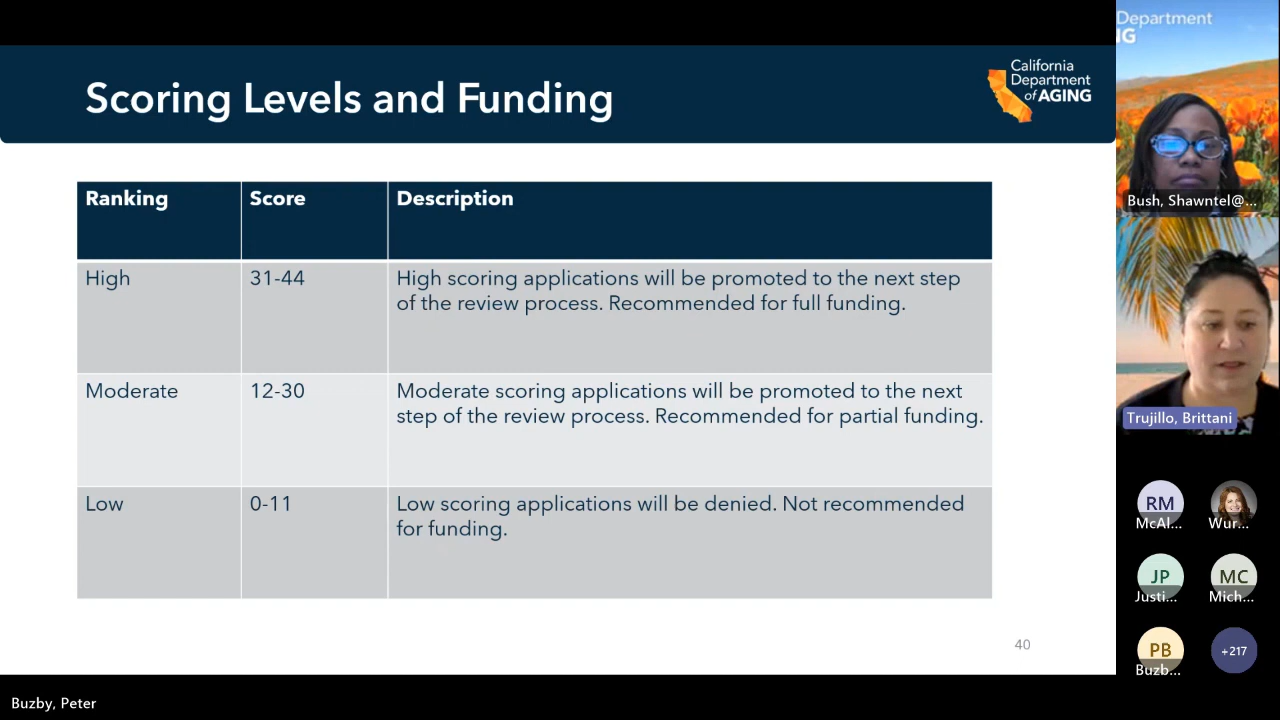 Scoring Levels and Funding
California
Department
of AGING
Ranking
Score
Description
High
31-44
High scoring applications will be promoted to the next step
of the review process. Recommended for full funding.
Moderate
12-30
Moderate scoring applications will be promoted to the next
step of the review process. Recommended for partial funding.
Low
0-11
Low scoring applications will be denied. Not recommended
for funding.
40
Department
NG
Bush, Shawntel@...
Trujillo, Brittani
RM
McAl...
Wur...
JP
Justi...
MC
Mich...
PB
Buzb...
+217
Buzby, Peter